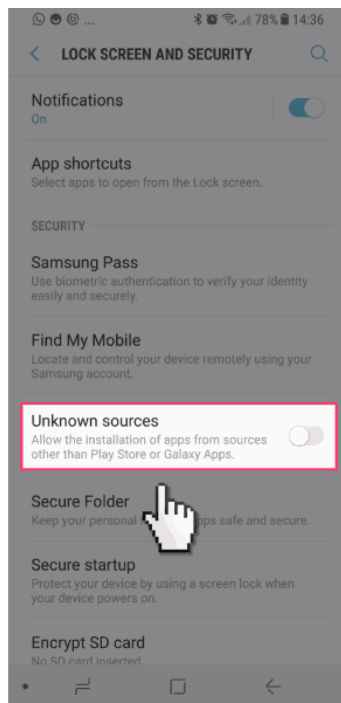 ... 78% 14:36
LOCK SCREEN AND SECURITY
Notifications
On
App shortcuts
Select apps to open from the Lock screen.
SECURITY
Samsung Pass
Use biometric authentication to verify your identity
easily and securely.
Find My Mobile
Locate and control your device remotely using your
Samsung account.
Unknown sources
Allow the installation of apps from sources
other than Play Store or Galaxy Apps.
Secure Folder
Keep your personal ps safe and secure.
Secure startup
Protect your device by using a screen lock when
your device powers on.
Encrypt SD card
No SD card inserted